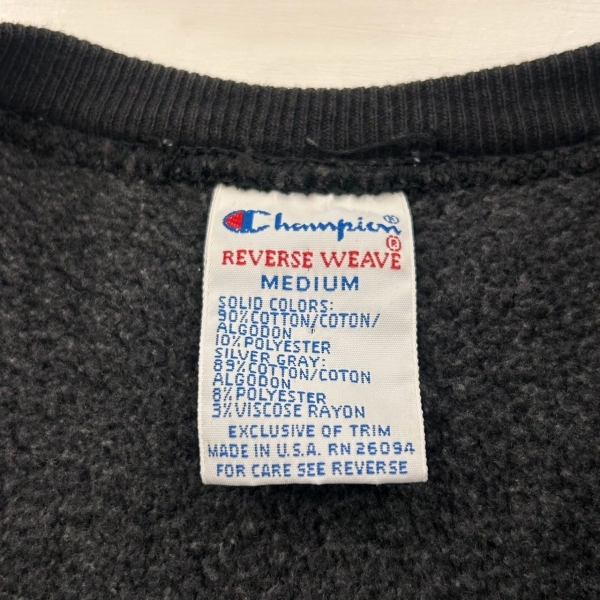 Champion®
®
REVERSE WEAVE
MEDIUM
SOLID COLORS:
90%COTTON/COTON/
ALGODON
10%POLYESTER
SILVER GRAY:
89%COTTON/COTON
ALGODON
8%POLYESTER
3%VISCOSE RAYON
EXCLUSIVE OF TRIM
MADE IN U.S.A. RN 26094
FOR CARE SEE REVERSE